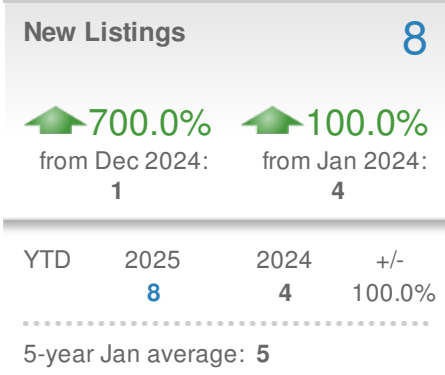 New Listings 8
700.0% 100.0%
from Dec 2024: from Jan 2024:
1 4
YTD 2025 2024 +/-
8 4 100.0%
5-year Jan average: 5